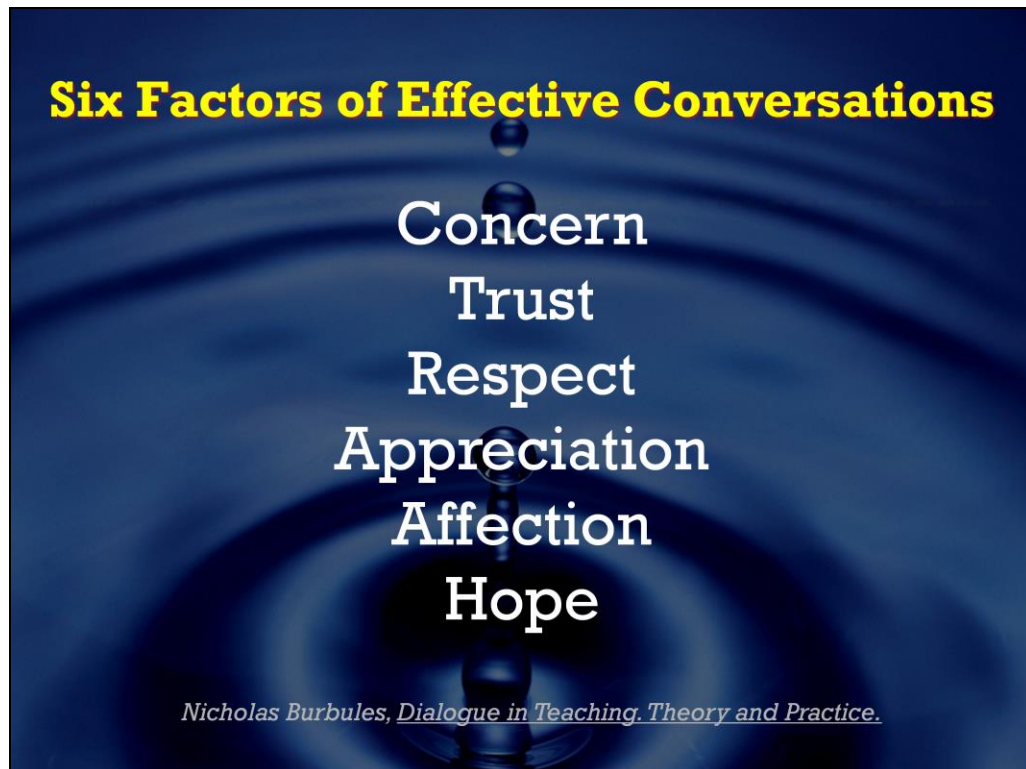 Six Factors of Effective Conversations
Concern
Trust
Respect
Appreciation
Affection
Hope
Nicholas Burbules, Dialogue in Teaching. Theory and Practice.